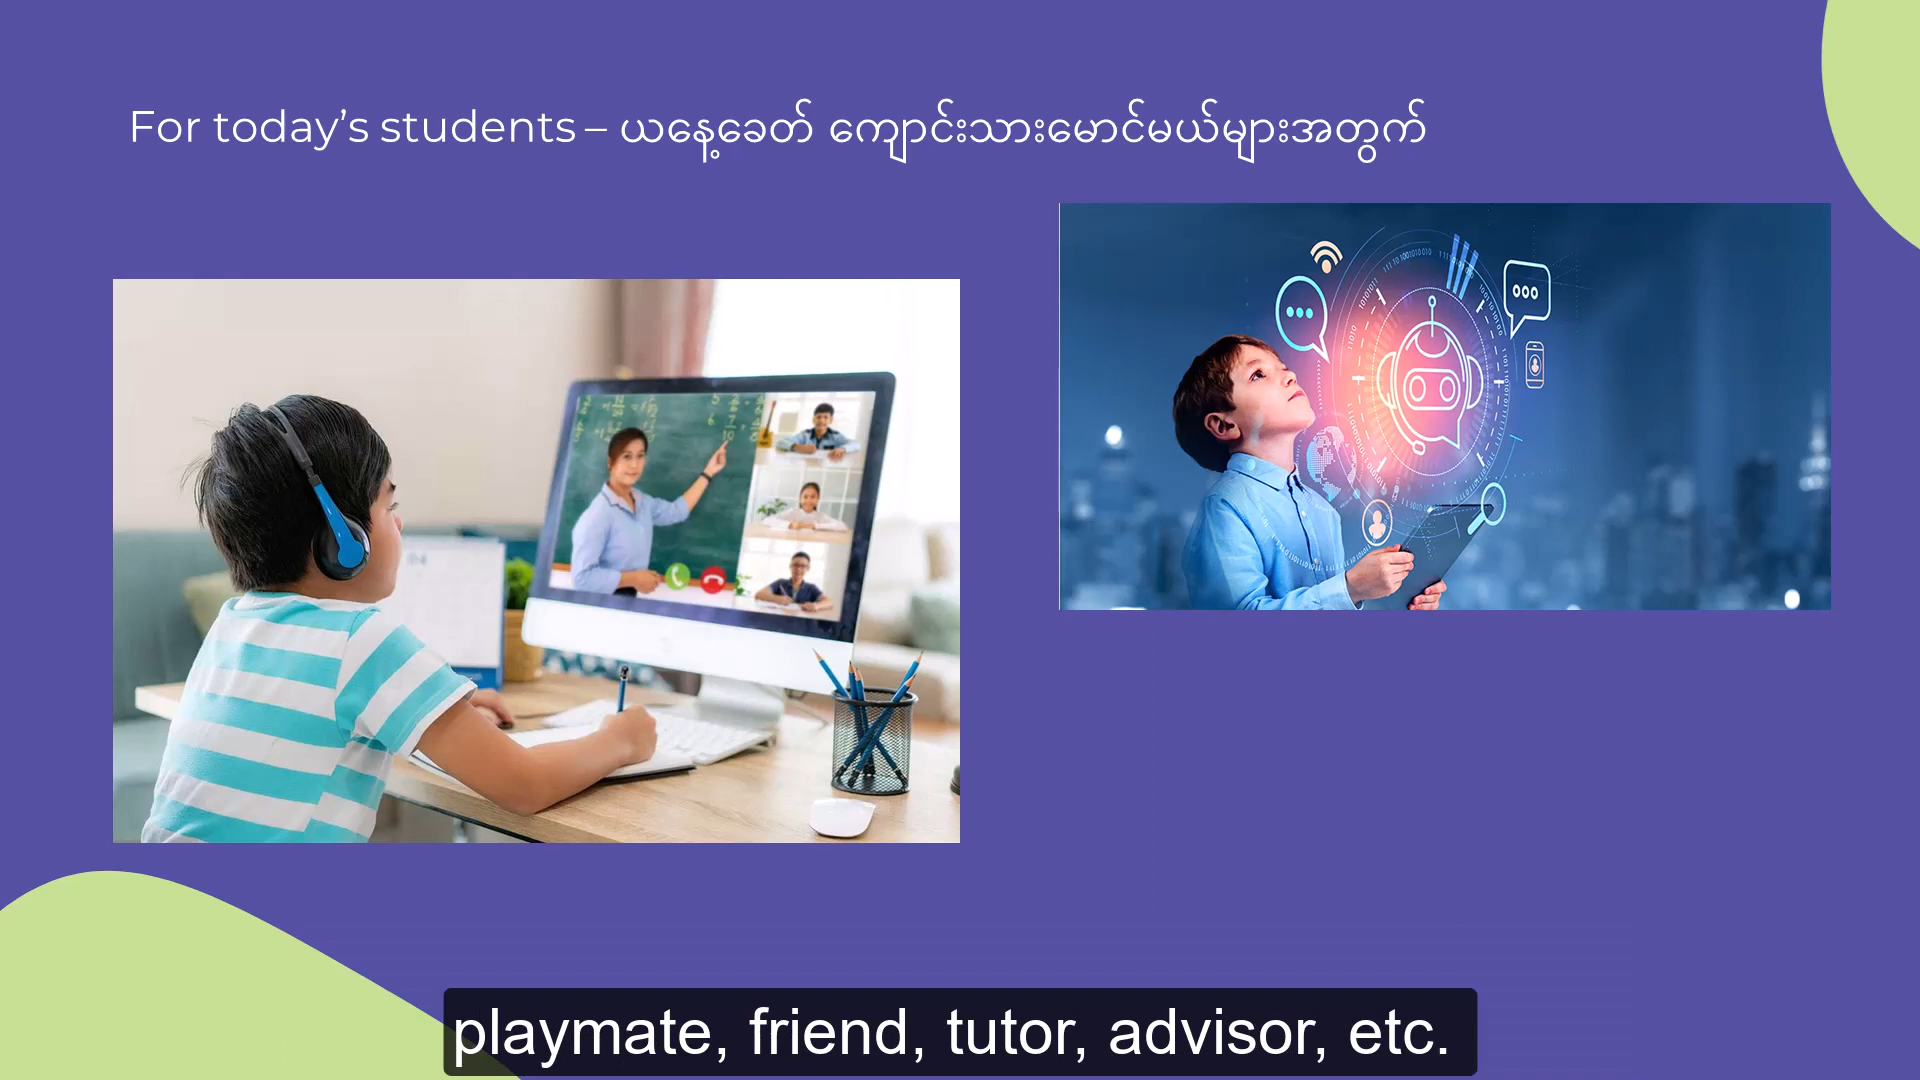 For today’s students – ယနေ့ခေတ် ကျောင်းသားမောင်မယ်များအတွက်
playmate, friend, tutor, advisor, etc.